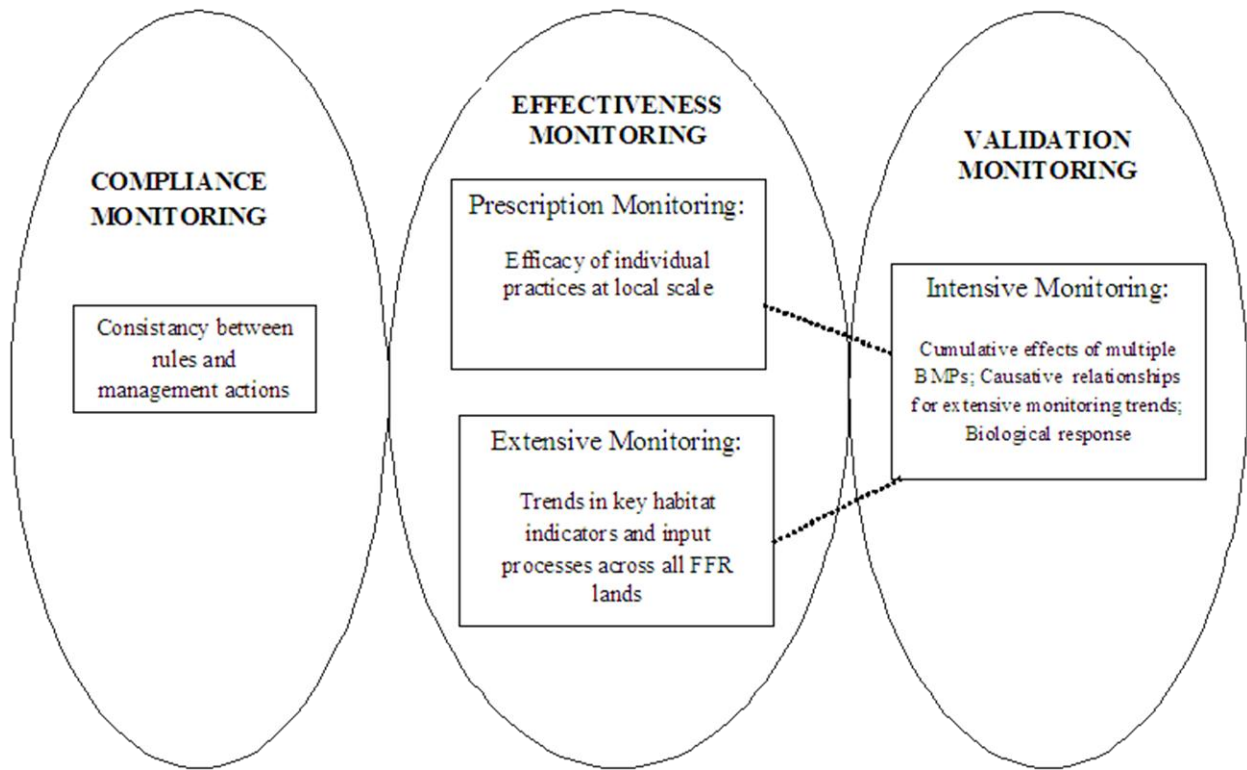 COMPLIANCE
MONITORING
Consistancy between
rules and
management actions
EFFECTIVENESS
MONITORING
Prescription Monitoring:
Efficacy of individual
practices at local scale
Extensive Monitoring:
Trends in key habitat
indicators and input
processes across all FFR
lands
VALIDATION
MONITORING
Intensive Monitoring:
Cumulative effects of multiple
BMPs; Causative relationships
for extensive monitoring trends;
Biological response